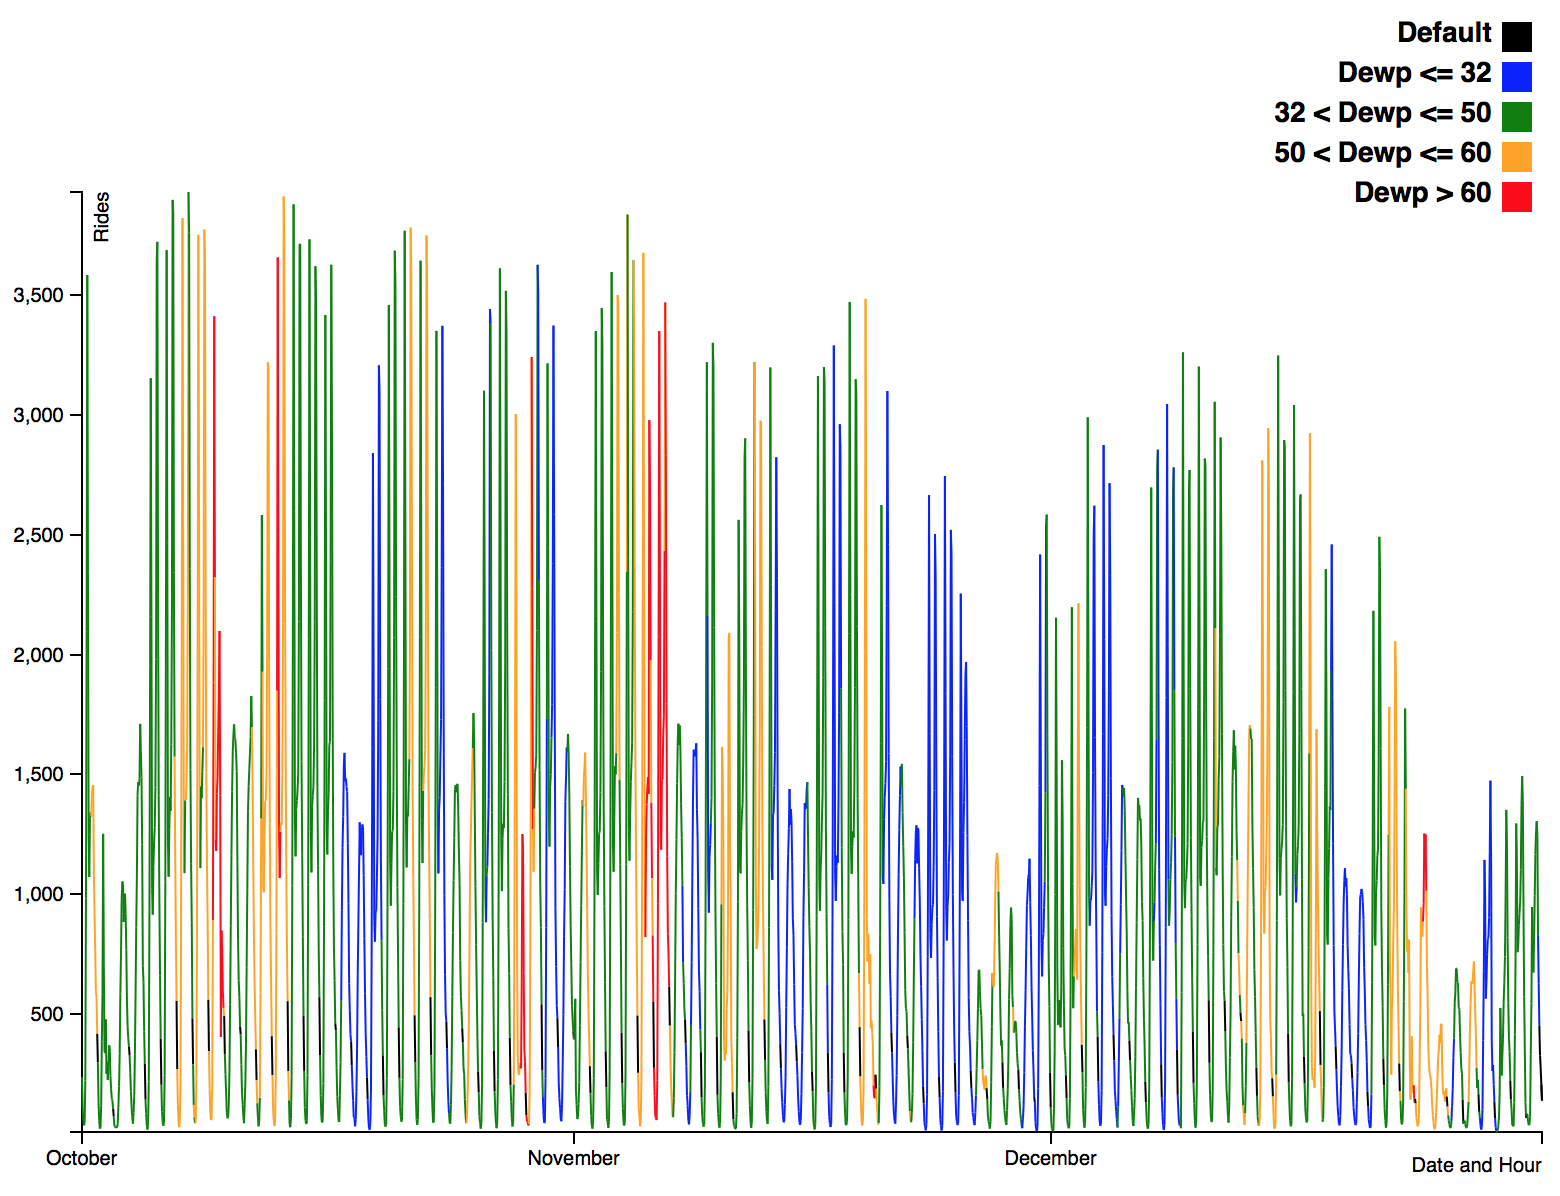 Default
Dewp <= 32
32 < Dewp <= 50
50 < Dewp <= 60
Dewp > 60
Rides
3,500
3,000
2,500
2,000
1,500
1,000
500
October
November
December
Date and Hour